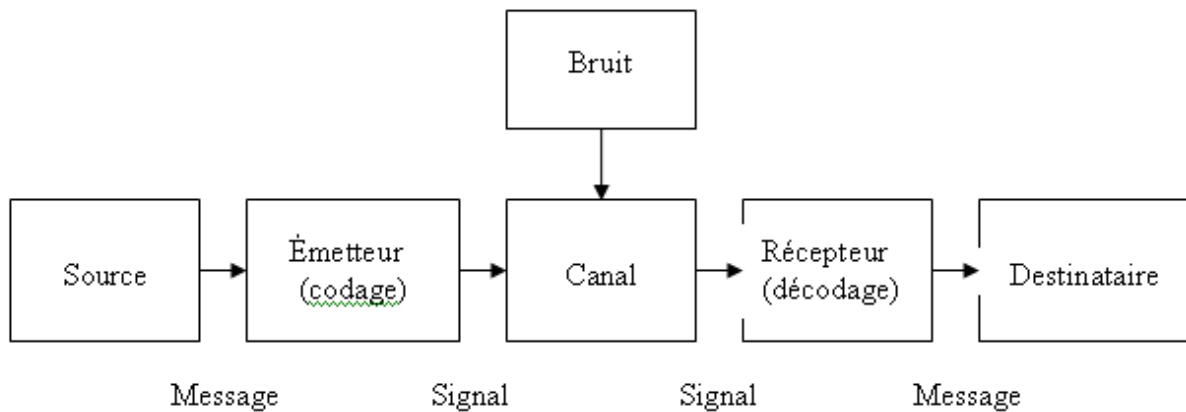 Bruit
Source
Émetteur
(codage)
Canal
Récepteur
(décodage)
Destinataire
Message
Signal
Signal
Message